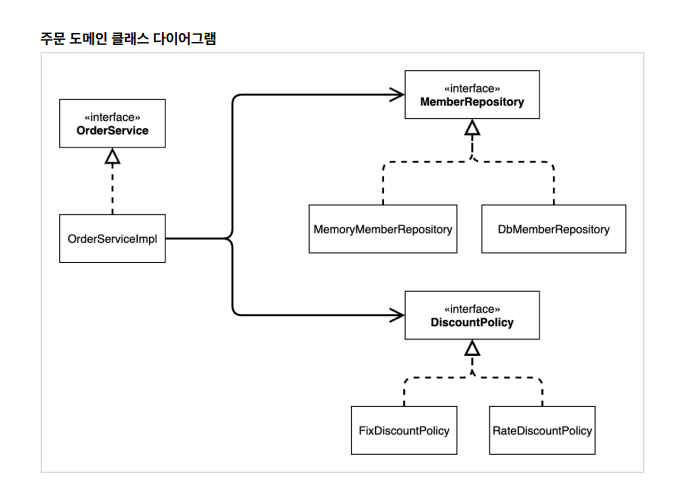 주문 도메인 클래스 다이어그램
«interface»
MemberRepository
«interface»
OrderService
MemoryMemberRepository
DbMemberRepository
OrderServiceImpl
«interface»
DiscountPolicy
FixDiscountPolicy
RateDiscountPolicy